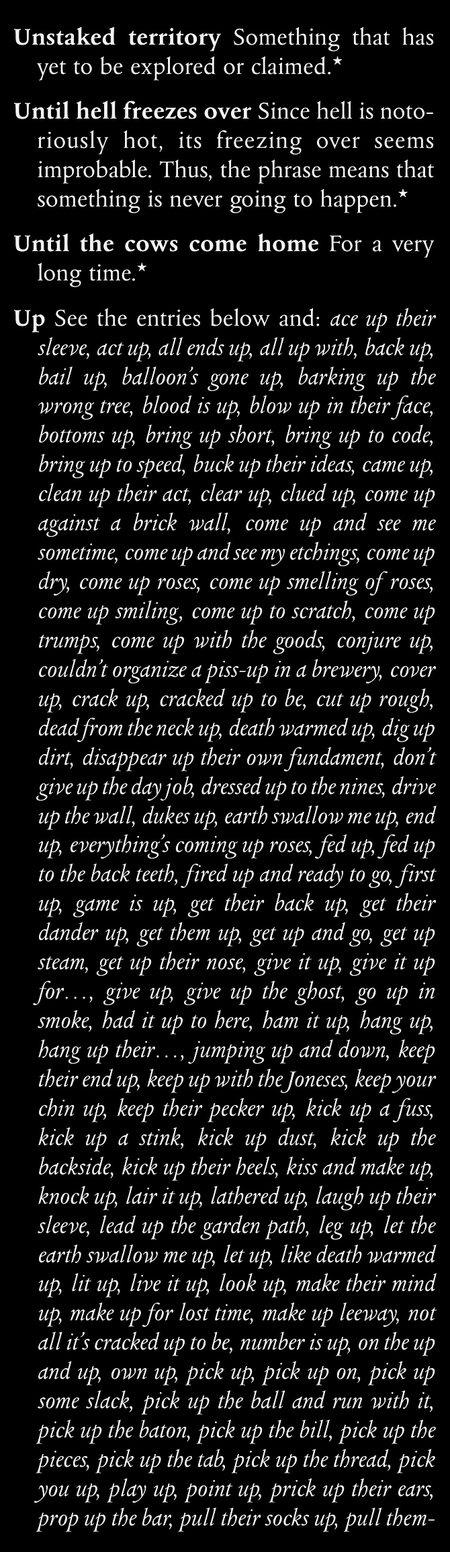 Unstaked territory Something that has
yet to be explored or claimed.★
Until hell freezes over Since hell is noto-
riously hot, its freezing over seems
improbable. Thus, the phrase means that
something is never going to happen.★
Until the cows come home For a very
long time.★
Up See the entries below and: ace up their
sleeve, act up, all ends up, all up with, back up,
bail up, balloon’s gone up, barking up the
wrong tree, blood is up, blow up in their face,
bottoms up, bring up short, bring up to code,
bring up to speed, buck up their ideas, came up,
clean up their act, clear up, clued up, come up
against a brick wall, come up and see me
sometime, come up and see my etchings, come up
dry, come up roses, come up smelling of roses,
come up smiling, come up to scratch, come up
trumps, come up with the goods, conjure up,
couldn’t organize a piss-up in a brewery, cover
up, crack up, cracked up to be, cut up rough,
dead from the neck up, death warmed up, dig up
dirt, disappear up their own fundament, don’t
give up the day job, dressed up to the nines, drive
up the wall, dukes up, earth swallow me up, end
up, everything’s coming up roses, fed up, fed up
to the back teeth, fired up and ready to go, first
up, game is up, get their back up, get their
dander up, get them up, get up and go, get up
steam, get up their nose, give it up, give it up
for…, give up, give up the ghost, go up in
smoke, had it up to here, ham it up, hang up,
hang up their…, jumping up and down, keep
their end up, keep up with the Joneses, keep your
chin up, keep their pecker up, kick up a fuss,
kick up a stink, kick up dust, kick up the
backside, kick up their heels, kiss and make up,
knock up, lair it up, lathered up, laugh up their
sleeve, lead up the garden path, leg up, let the
earth swallow me up, let up, like death warmed
up, lit up, live it up, look up, make their mind
up, make up for lost time, make up leeway, not
all it’s cracked up to be, number is up, on the up
and up, own up, pick up, pick up on, pick up
some slack, pick up the ball and run with it,
pick up the baton, pick up the bill, pick up the
pieces, pick up the tab, pick up the thread, pick
you up, play up, point up, prick up their ears,
prop up the bar, pull their socks up, pull them-